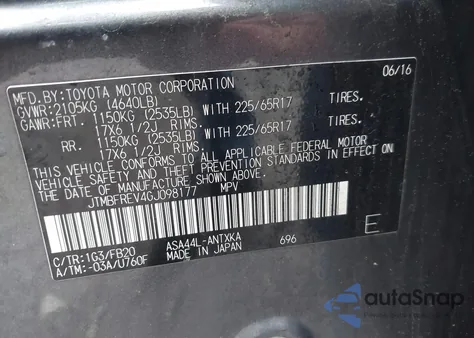 MFD.BY:TOYOTA MOTOR CORPORATION 06/16
GVWR:2105KG (4640LB)
GAWR:FRT. 1150KG (2535LB) WITH 225/65R17 TIRES.
17X6 1/2J RIMS.
RR. 1150KG (2535LB) WITH 225/65R17 TIRES.
17X6 1/2J RIMS.
THIS VEHICLE CONFORMS TO ALL APPLICABLE FEDERAL MOTOR
VEHICLE SAFETY, BUMPER, AND THEFT PREVENTION STANDARDS IN EFFECT ON
THE DATE OF MANUFACTURE SHOWN ABOVE.
JTMBFREV4GJ098177 MPV
E
C/TR:1G3/FB20 ASA44L-ANTXKA 696
A/TM:-03A/U760F MADE IN JAPAN
autoSnap